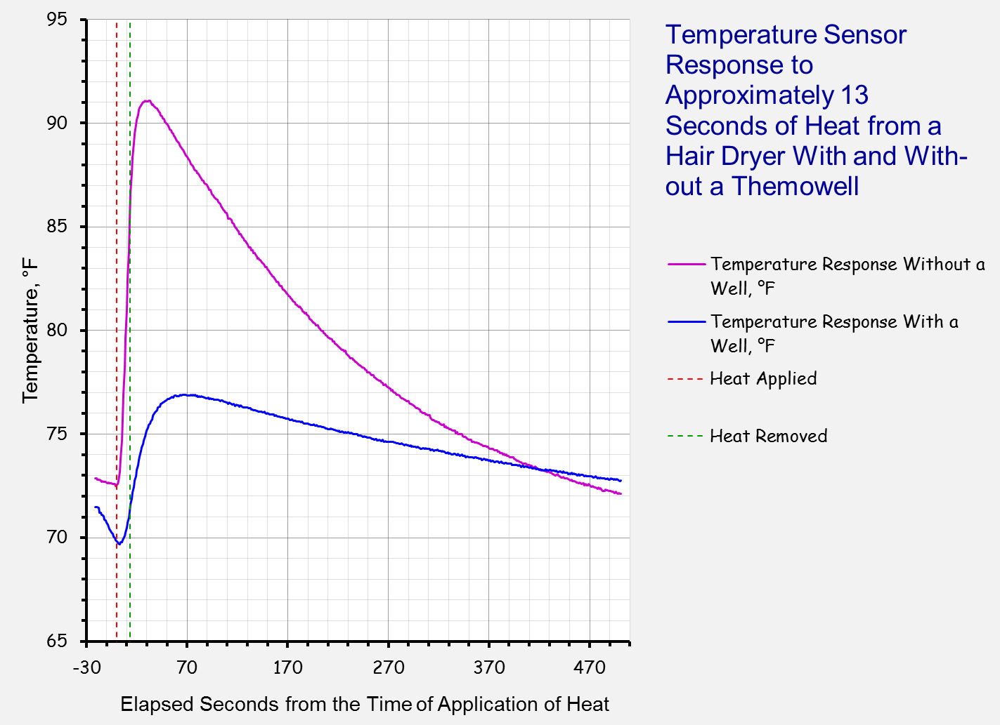 Temperature Sensor
Response to
Approximately 13
Seconds of Heat from a
Hair Dryer With and With-
out a Themowell
95
90
85
80
75
70
65
Temperature, °F
-30
70
170
270
370
470
Elapsed Seconds from the Time of Application of Heat
Temperature Response Without a
Well, °F
Temperature Response With a
Well, °F
Heat Applied
Heat Removed